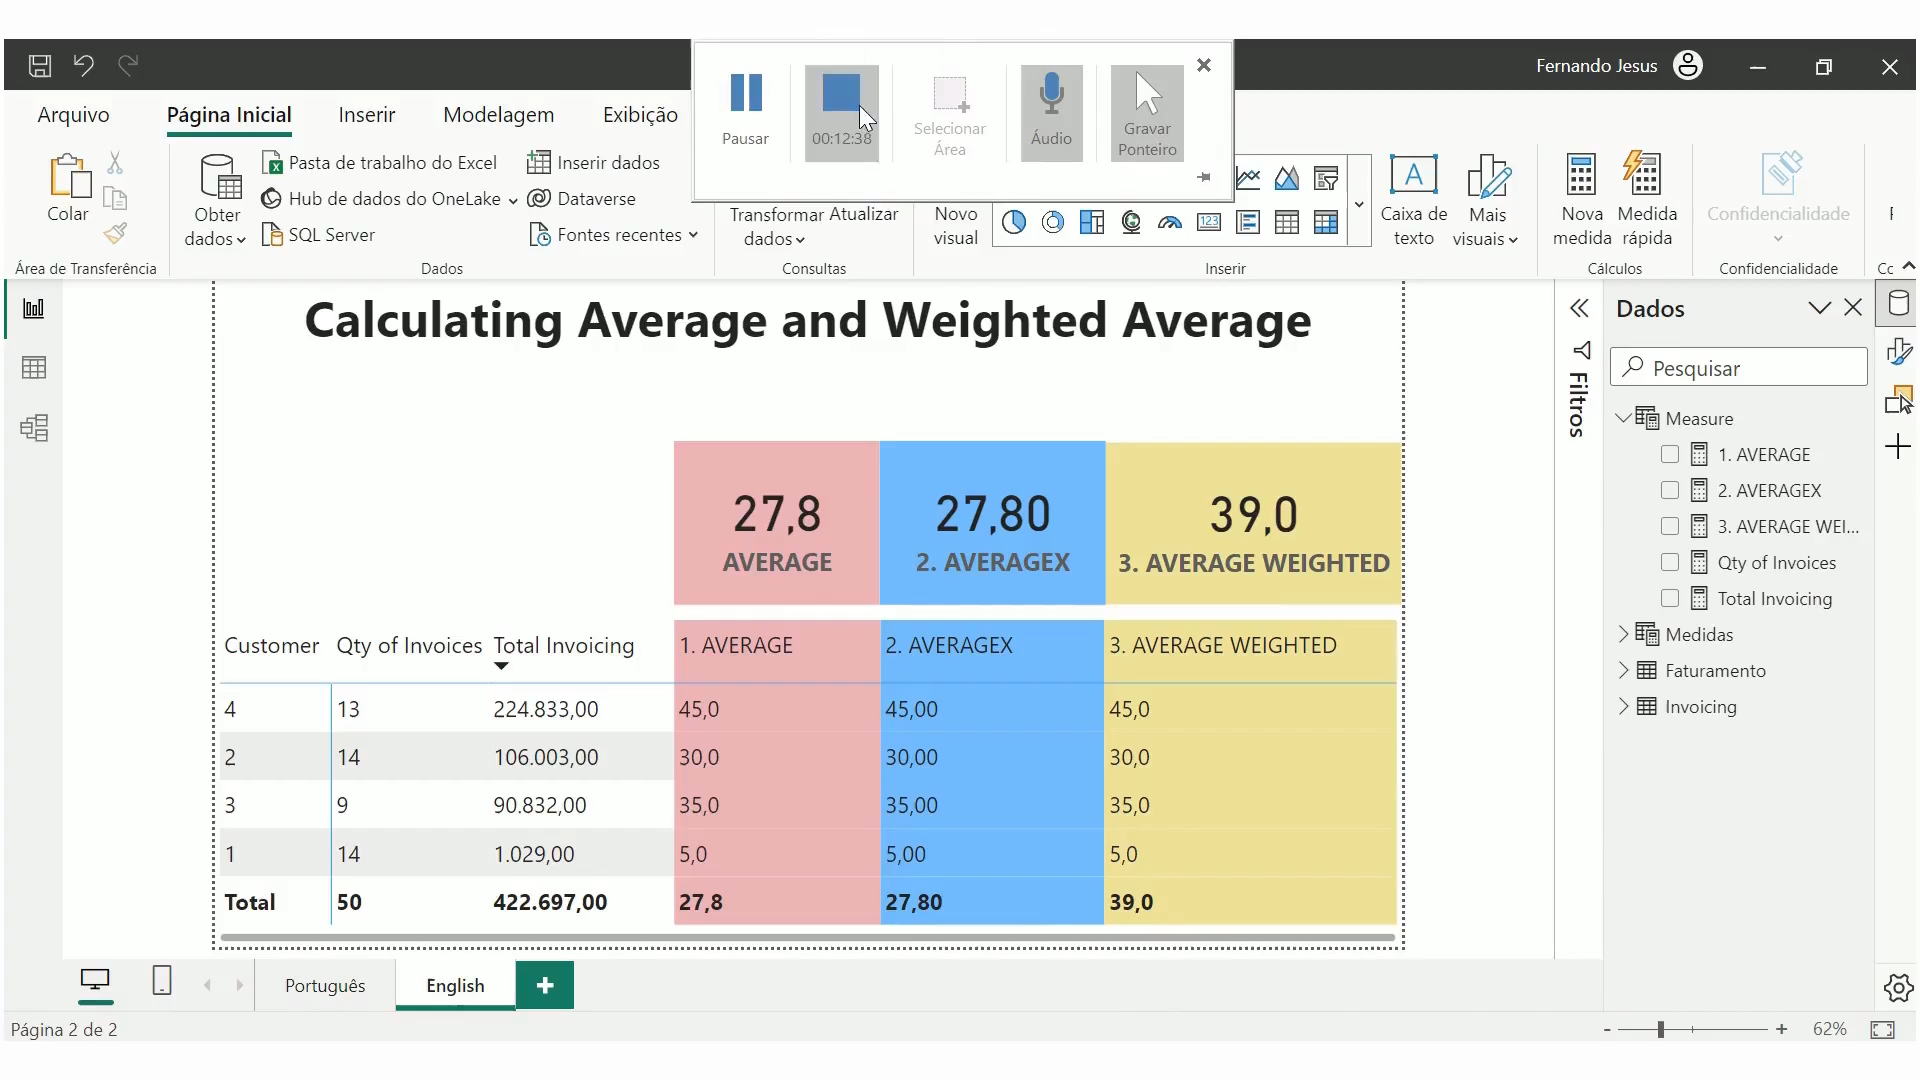 Fernando Jesus
Pausar
00:12:38
Selecionar
Área
Áudio
Gravar
Ponteiro
Arquivo
Página Inicial
Inserir
Modelagem
Exibição
Colar
Área de Transferência
Obter
dados
Pasta de trabalho do Excel
Hub de dados do OneLake
SQL Server
Inserir dados
Dataverse
Fontes recentes
Dados
Transformar
dados
Atualizar
Consultas
Novo
visual
123
A
Caixa de
texto
Mais
visuais
Inserir
Nova
medida
Medida
rápida
Cálculos
Confidencialidade
Confidencialidade
Calculating Average and Weighted Average
27,8
AVERAGE
27,80
2. AVERAGEX
39,0
3. AVERAGE WEIGHTED
Customer Qty of Invoices Total Invoicing 1. AVERAGE 2. AVERAGEX 3. AVERAGE WEIGHTED
4 13 224.833,00 45,0 45,00 45,0
2 14 106.003,00 30,0 30,00 30,0
3 9 90.832,00 35,0 35,00 35,0
1 14 1.029,00 5,0 5,00 5,0
Total 50 422.697,00 27,8 27,80 39,0
Filtros
Dados
Pesquisar
Measure
1. AVERAGE
2. AVERAGEX
3. AVERAGE WEI...
Qty of Invoices
Total Invoicing
Medidas
Faturamento
Invoicing
Português
English
Página 2 de 2
62%